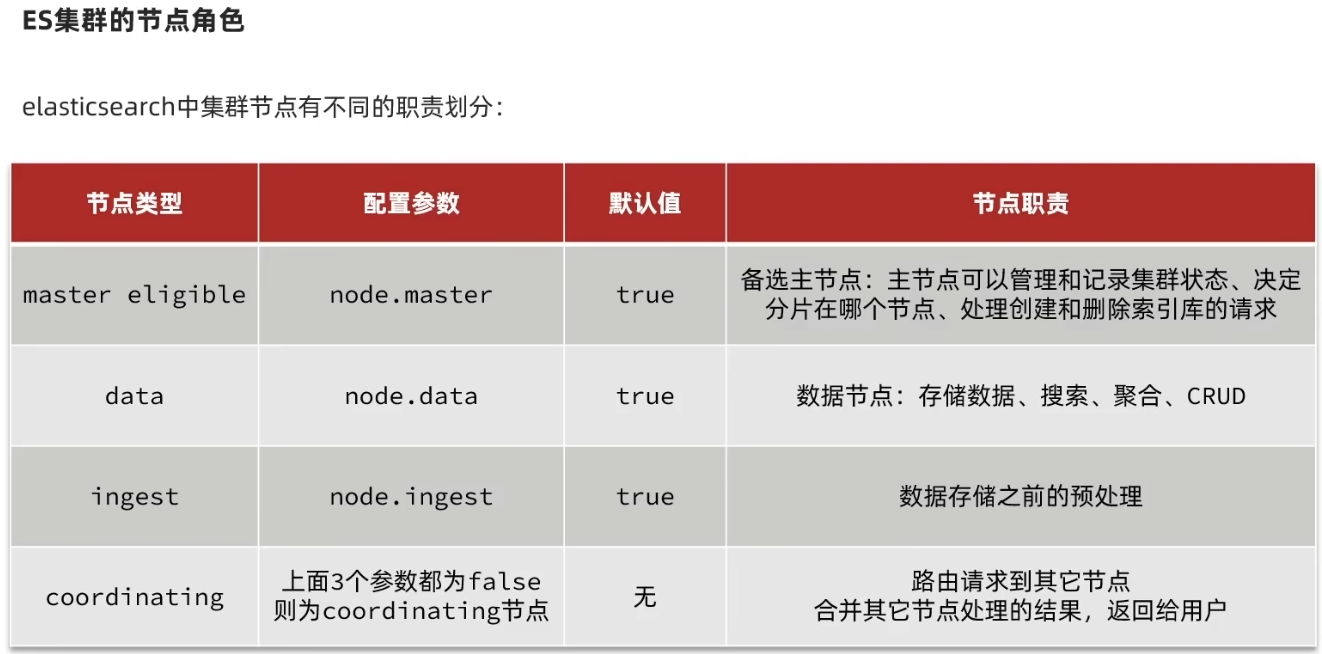 ES集群的节点角色
elasticsearch中集群节点有不同的职责划分：
节点类型 配置参数 默认值 节点职责
master eligible node.master true 备选主节点：主节点可以管理和记录集群状态、决定
分片在哪个节点、处理创建和删除索引库的请求
data node.data true 数据节点：存储数据、搜索、聚合、CRUD
ingest node.ingest true 数据存储之前的预处理
coordinating 上面3个参数都为false
则为coordinating节点 无 路由请求到其它节点
合并其它节点处理的结果，返回给用户